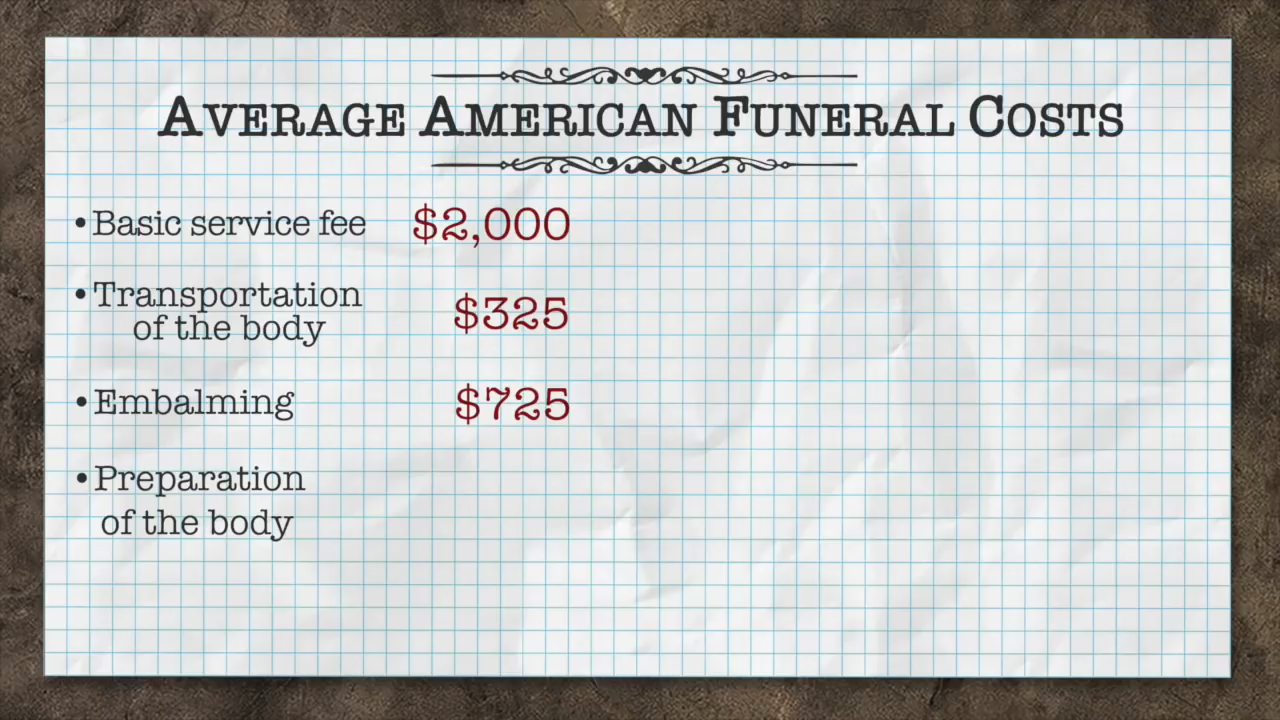 AVERAGE AMERICAN FUNERAL COSTS
• Basic service fee $2,000
• Transportation
of the body $325
• Embalming $725
• Preparation
of the body